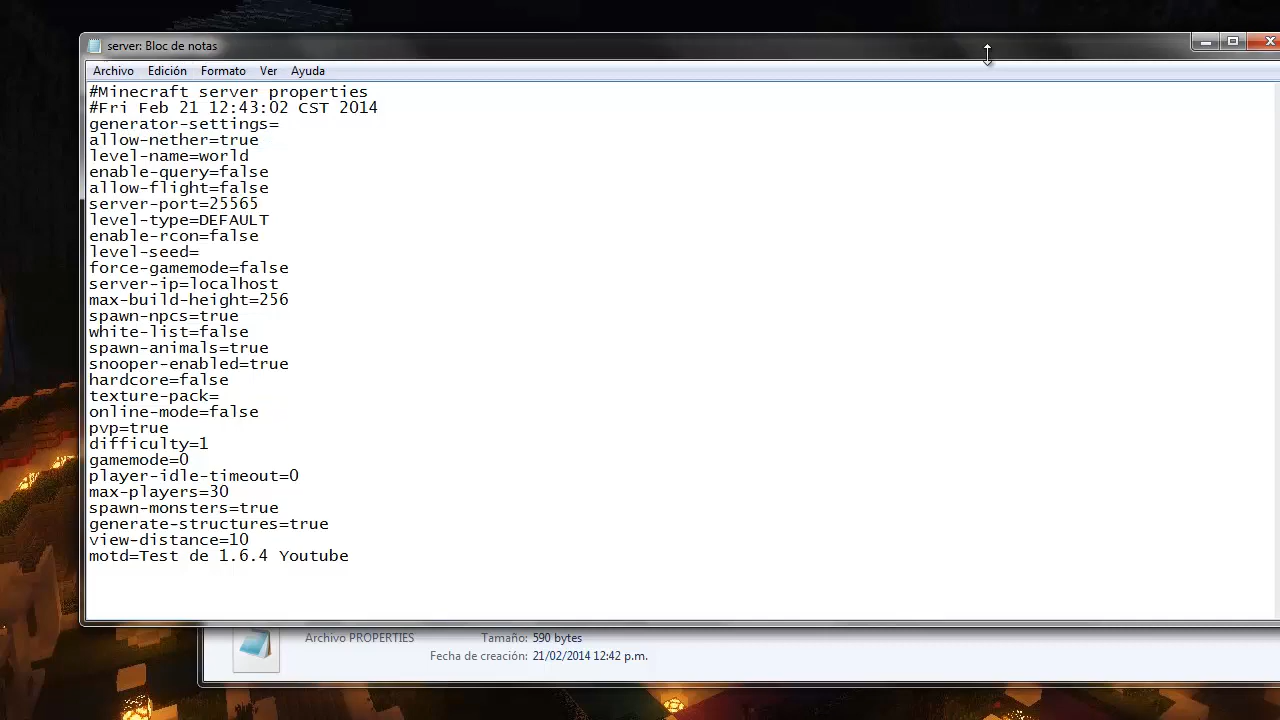 server: Bloc de notas
Archivo Edición Formato Ver Ayuda
#Minecraft server properties
#Fri Feb 21 12:43:02 CST 2014
generator-settings=
allow-nether=true
level-name=world
enable-query=false
allow-flight=false
server-port=25565
level-type=DEFAULT
enable-rcon=false
level-seed=
force-gamemode=false
server-ip=localhost
max-build-height=256
spawn-npcs=true
white-list=false
spawn-animals=true
snooper-enabled=true
hardcore=false
texture-pack=
online-mode=false
pvp=true
difficulty=1
gamemode=0
player-idle-timeout=0
max-players=30
spawn-monsters=true
generate-structures=true
view-distance=10
motd=Test de 1.6.4 Youtube
Archivo PROPERTIES Tamaño: 590 bytes
Fecha de creación: 21/02/2014 12:42 p.m.